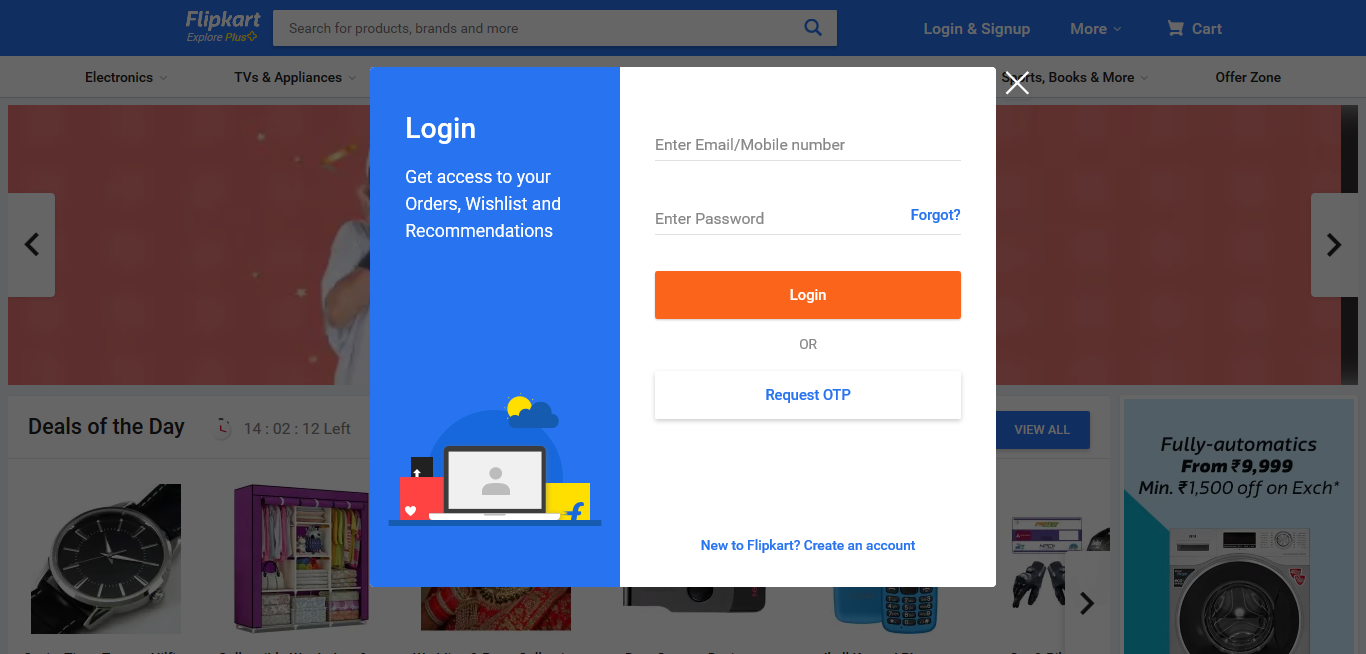 Flipkart
Explore Plus
Search for products, brands and more
Login & Signup
More
Cart
Electronics
TVs & Appliances
Sports, Books & More
Offer Zone
Login
Get access to your
Orders, Wishlist and
Recommendations
Enter Email/Mobile number
Enter Password
Forgot?
Login
OR
Request OTP
New to Flipkart? Create an account
Deals of the Day
14 : 02 : 12 Left
VIEW ALL
Fully-automatics
From ₹9,999
Min. ₹1,500 off on Exch*